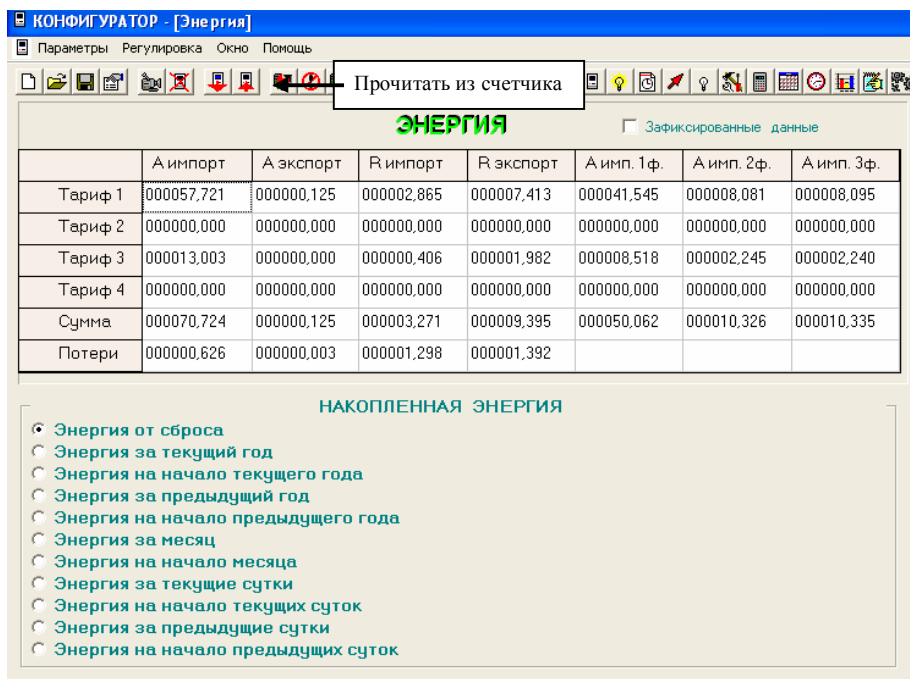 КОНФИГУРАТОР - [Энергия]
Параметры Регулировка Окно Помощь
Прочитать из счетчика
ЭНЕРГИЯ
Зафиксированные данные
А импорт А экспорт R импорт R экспорт А имп. 1ф. А имп. 2ф. А имп. 3ф.
Тариф 1 000057,721 000000,125 000002,865 000007,413 000041,545 000008,081 000008,095
Тариф 2 000000,000 000000,000 000000,000 000000,000 000000,000 000000,000 000000,000
Тариф 3 000013,003 000000,000 000000,406 000001,982 000008,518 000002,245 000002,240
Тариф 4 000000,000 000000,000 000000,000 000000,000 000000,000 000000,000 000000,000
Сумма 000070,724 000000,125 000003,271 000009,395 000050,062 000010,326 000010,335
Потери 000000,626 000000,003 000001,298 000001,392
НАКОПЛЕННАЯ ЭНЕРГИЯ
Энергия от сброса
Энергия за текущий год
Энергия на начало текущего года
Энергия за предыдущий год
Энергия на начало предыдущего года
Энергия за месяц
Энергия на начало месяца
Энергия за текущие сутки
Энергия на начало текущих суток
Энергия за предыдущие сутки
Энергия на начало предыдущих суток